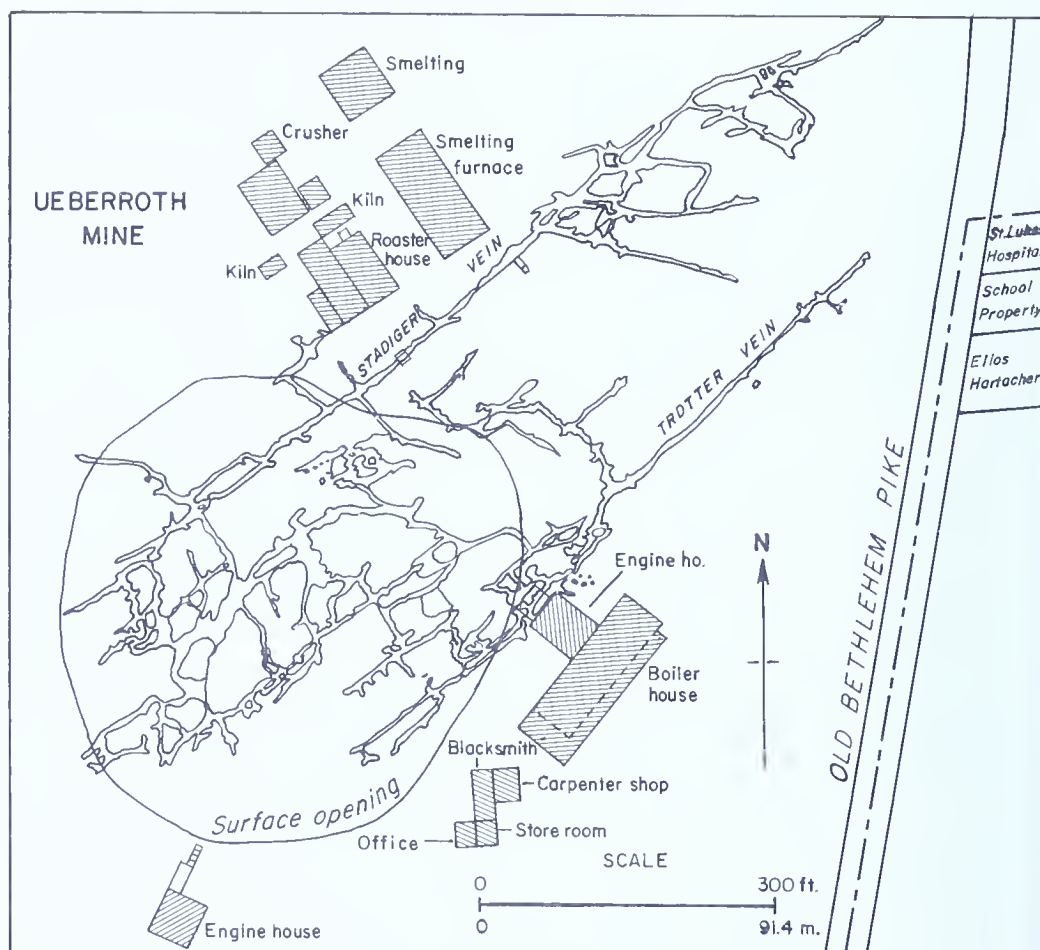 Smelting
Crusher
Smelting
furnace
UEBERROTH
MINE
Kiln
Roaster
house
Kiln
STADIGER VEIN
TROTTER VEIN
St. Lukes
Hospital
School
Property
Elios
Hartacher
OLD BETHLEHEM PIKE
N
Engine ho.
Boiler
house
Blacksmith
Carpenter shop
Surface opening
Office
Store room
SCALE
0 300 ft.
0 91.4 m.
Engine house